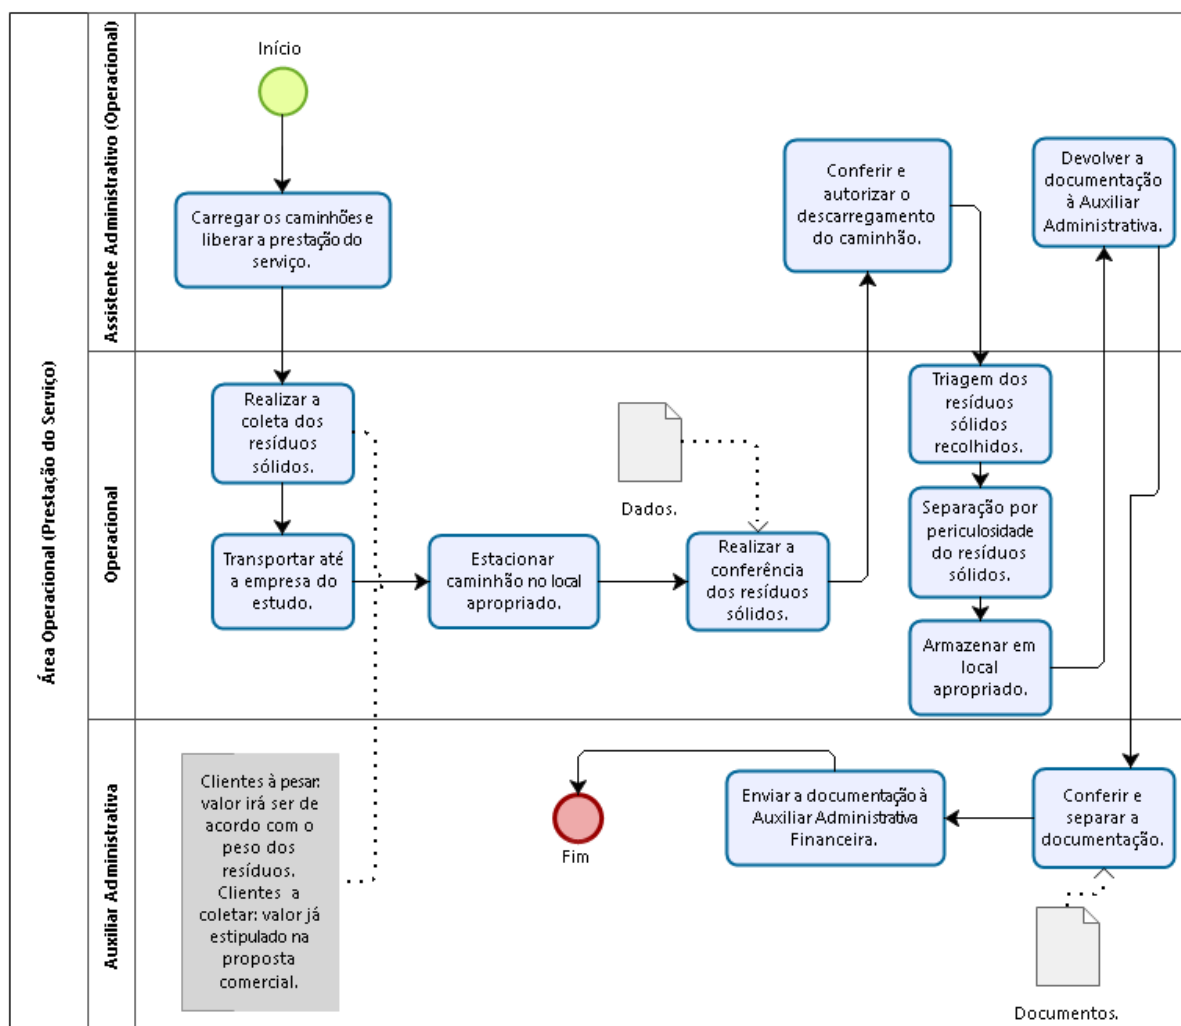 Área Operacional (Prestação do Serviço)
Assistente Administrativo (Operacional)
Início
Carregar os caminhões e
liberar a prestação do
serviço.
Conferir e
autorizar o
descarregamento
do caminhão.
Devolver a
documentação
à Auxiliar
Administrativa.
Operacional
Realizar a
coleta dos
resíduos
sólidos.
Transportar até
a empresa do
estudo.
Estacionar
caminhão no local
apropriado.
Dados.
Realizar a
conferência
dos resíduos
sólidos.
Triagem dos
resíduos
sólidos
recolhidos.
Separação por
periculosidade
do resíduos
sólidos.
Armazenar em
local
apropriado.
Auxiliar Administrativa
Clientes à pesar:
valor irá ser de
acordo com o
peso dos
resíduos.
Clientes a
coletar: valor já
estipulado na
proposta
comercial.
Fim
Enviar a documentação à
Auxiliar Administrativa
Financeira.
Conferir e
separar a
documentação.
Documentos.